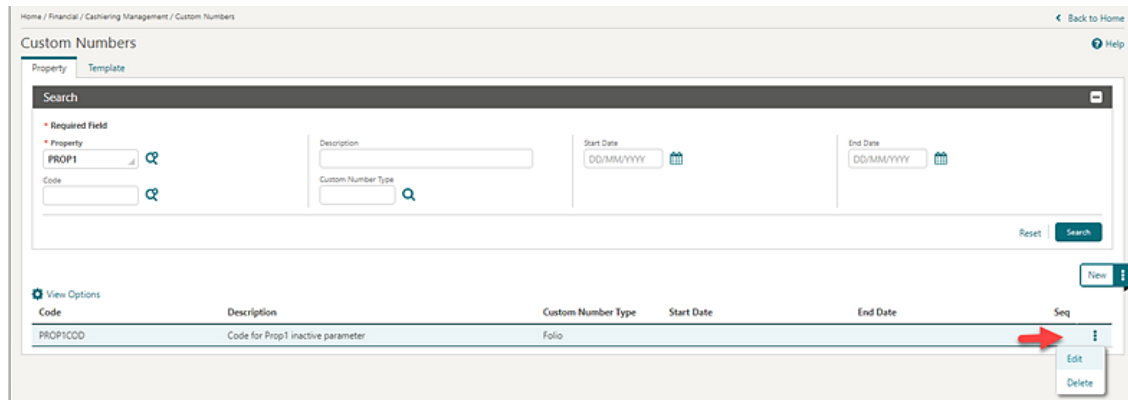 Home / Financial / Cashiering Management / Custom Numbers
Back to Home
Custom Numbers
Help
Property Template
Search
* Required Field
* Property Description Start Date End Date
PROP1 DD/MM/YYYY DD/MM/YYYY
Code Custom Number Type
Reset Search
New
View Options
Code Description Custom Number Type Start Date End Date Seq
PROP1COD Code for Prop1 inactive parameter Folio
Edit
Delete